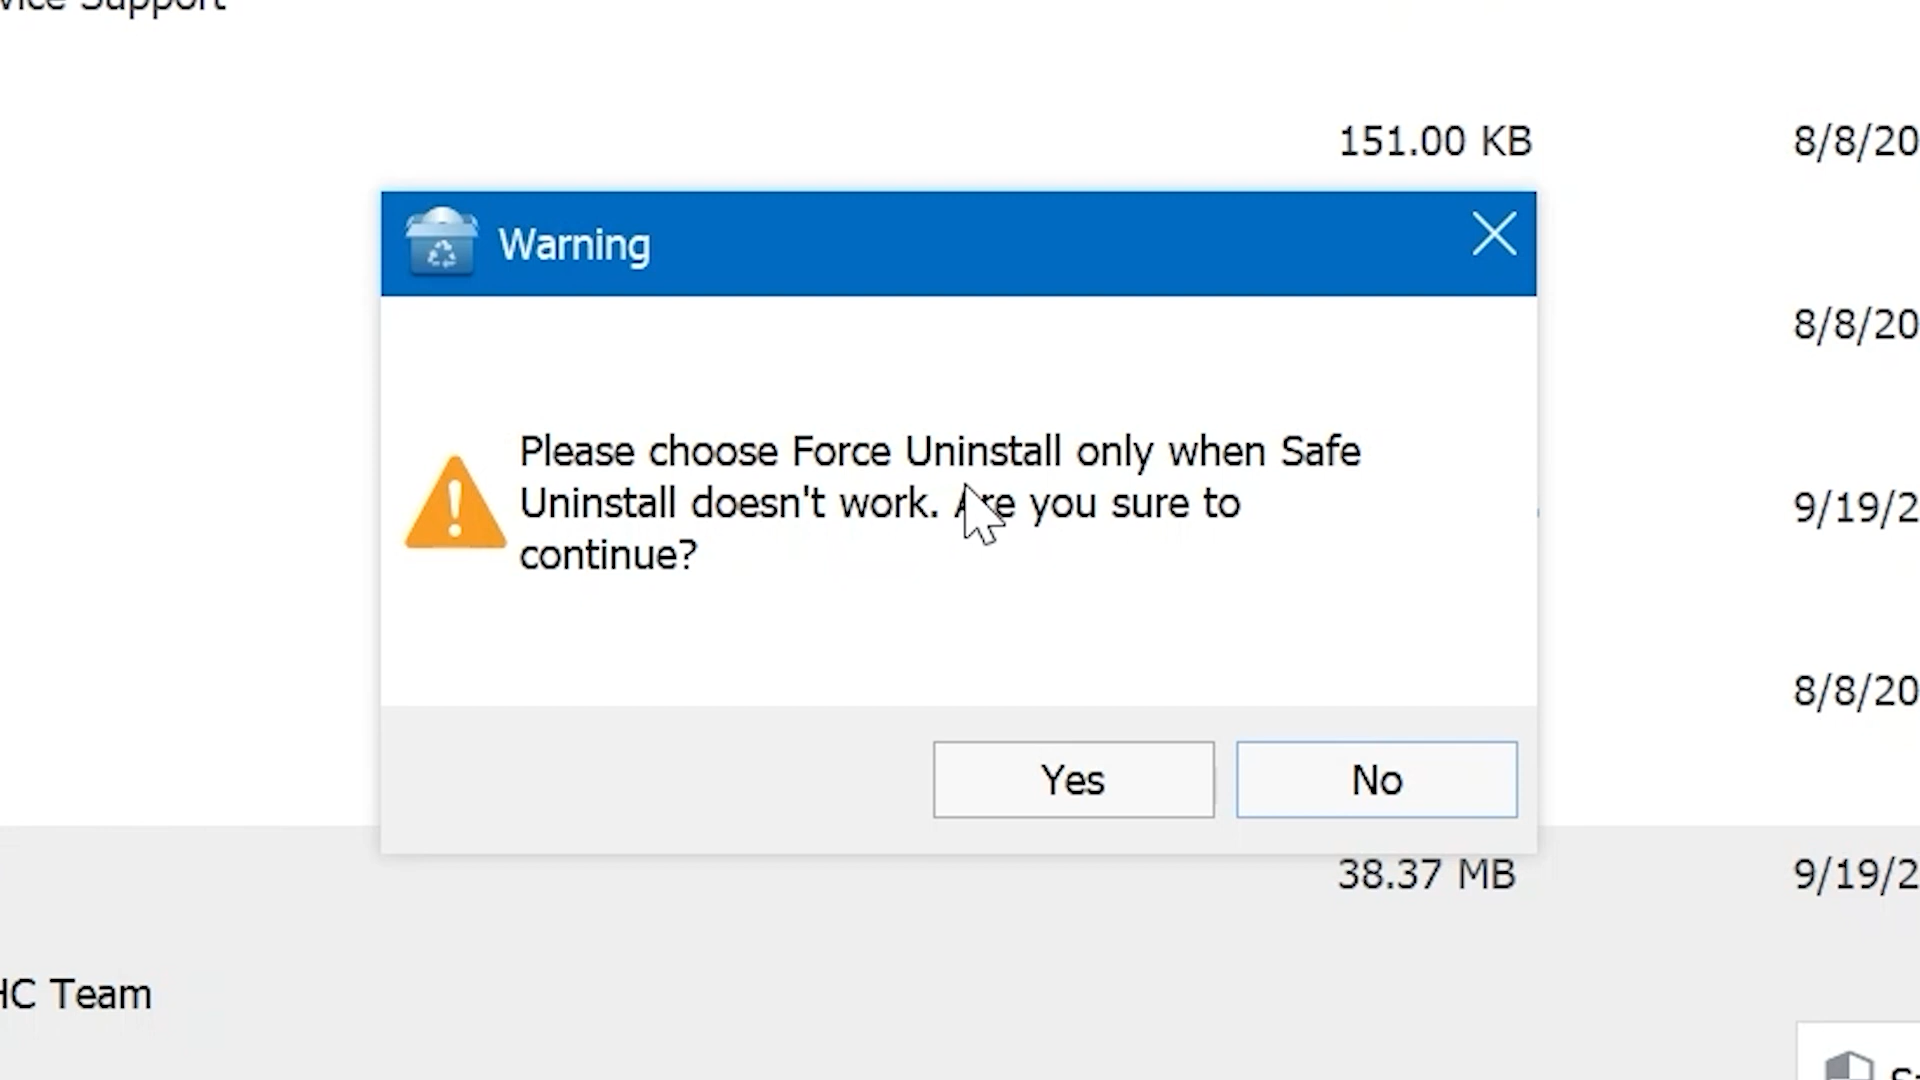 Support
151.00 KB
8/8/20
Warning
8/8/20
Please choose Force Uninstall only when Safe
Uninstall doesn't work. Are you sure to
continue?
9/19/2
8/8/20
Yes
No
38.37 MB
9/19/2
HC Team